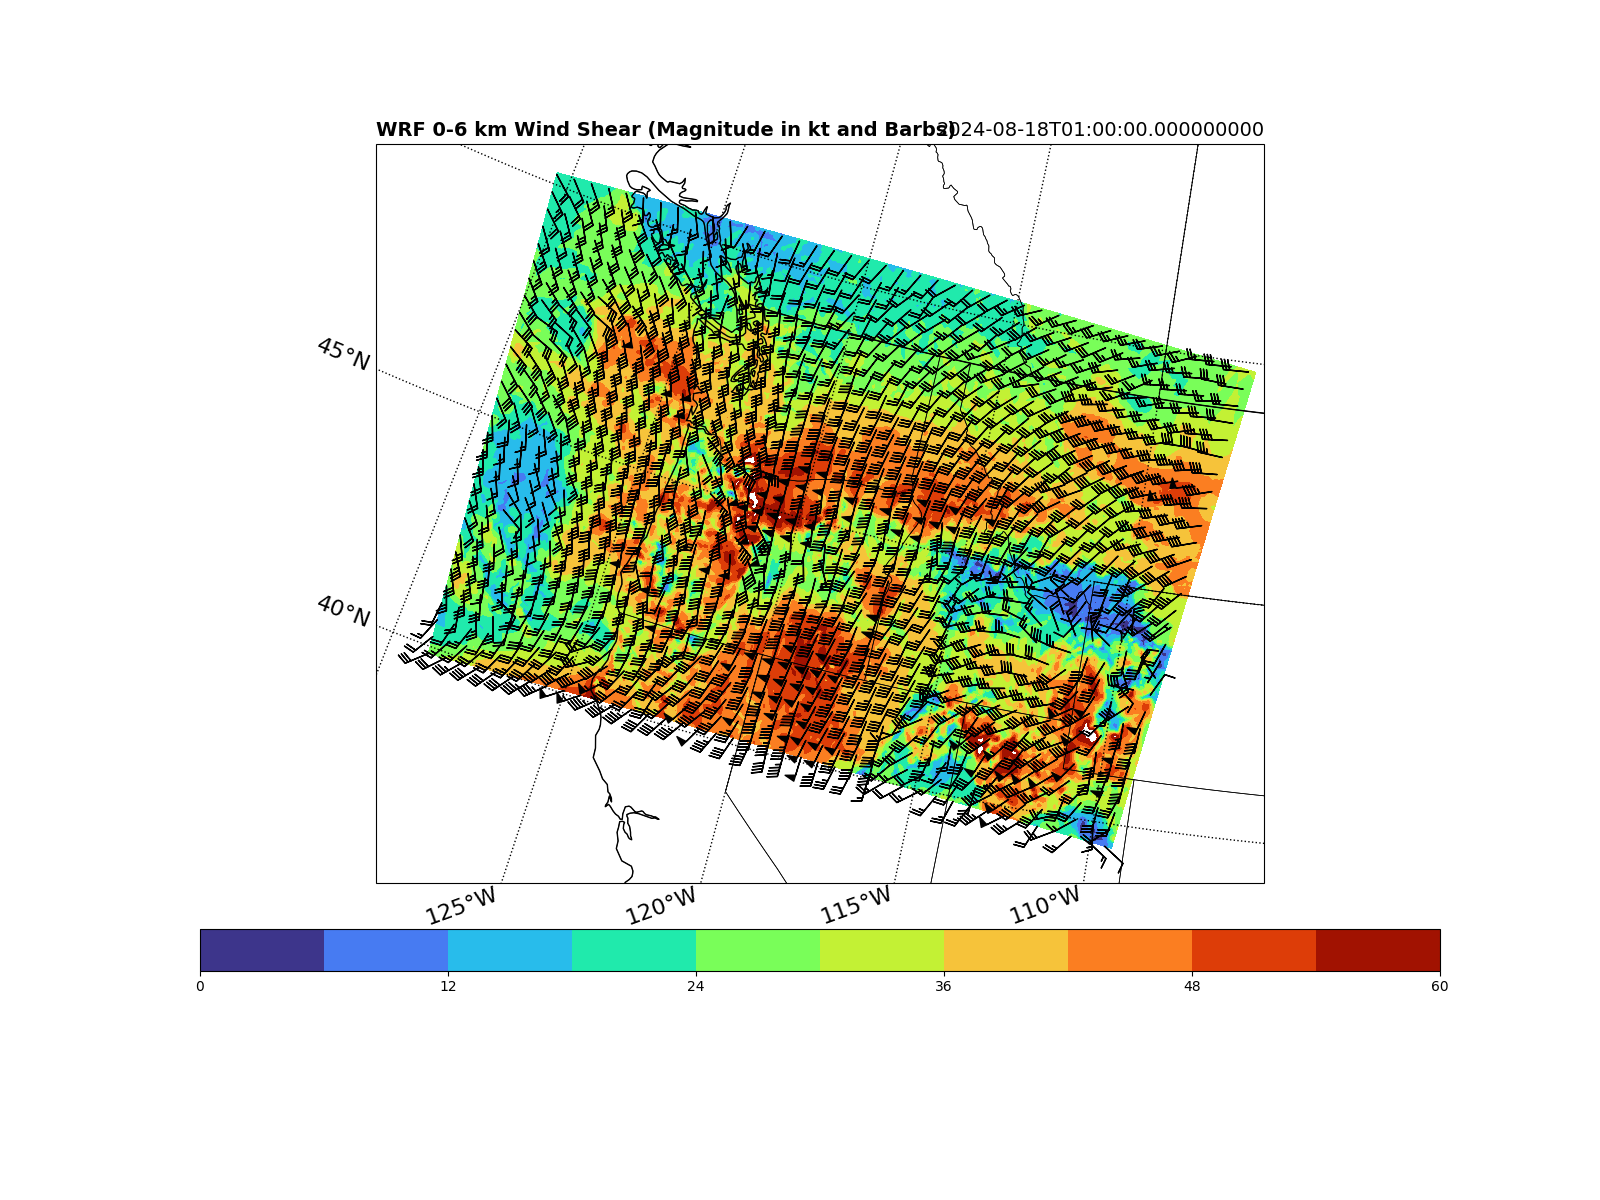 WRF 0-6 km Wind Shear (Magnitude in kt and Barbs)
2024-08-18T01:00:00.000000000
45°N
40°N
125°W 120°W 115°W 110°W
0 12 24 36 48 60